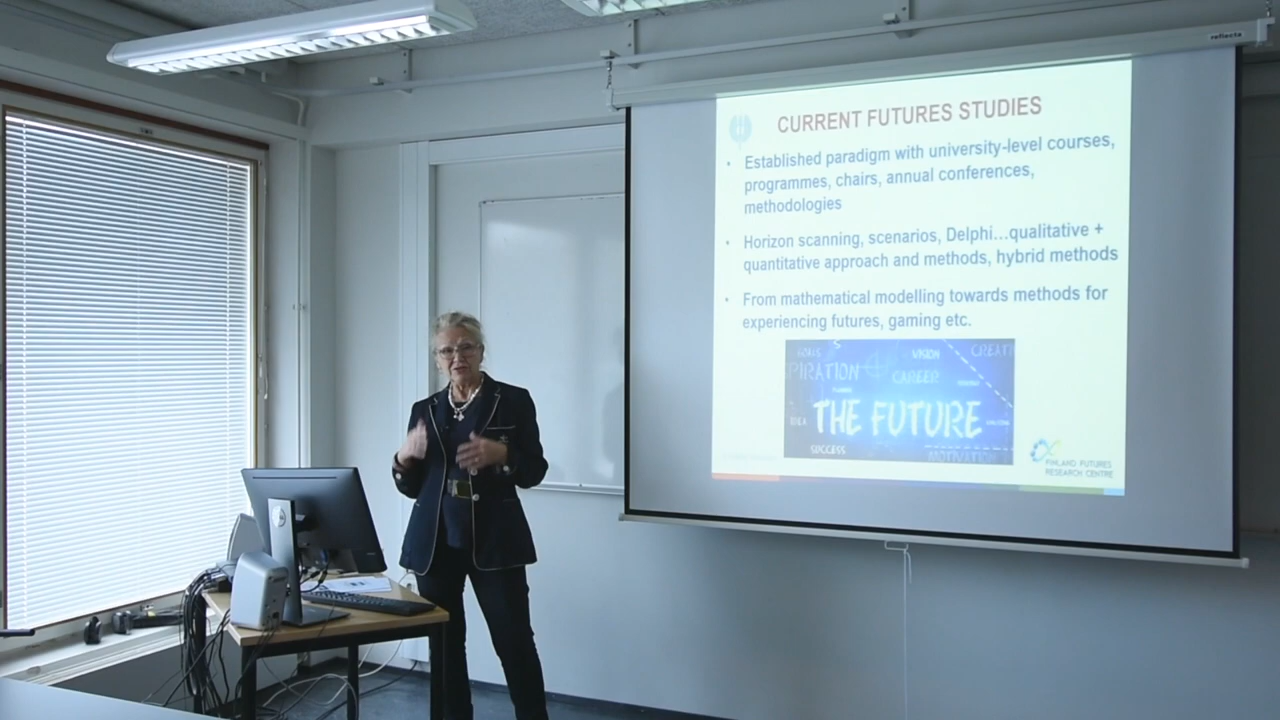 reflecta
CURRENT FUTURES STUDIES
• Established paradigm with university-level courses,
programmes, chairs, annual conferences,
methodologies
• Horizon scanning, scenarios, Delphi…qualitative +
quantitative approach and methods, hybrid methods
• From mathematical modelling towards methods for
experiencing futures, gaming etc.
VISION
CREATI
PIRATION
CAREER
THE FUTURE
SUCCESS
MOTIVATION
FINLAND FUTURES
RESEARCH CENTRE